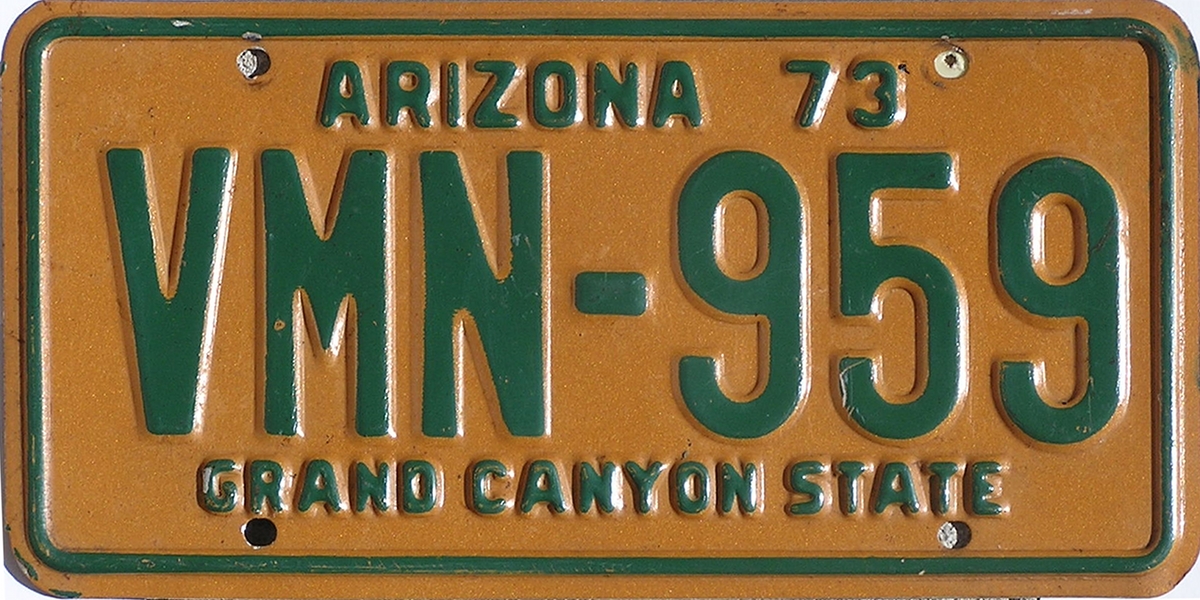 ARIZONA 73
VMN-959
GRAND CANYON STATE